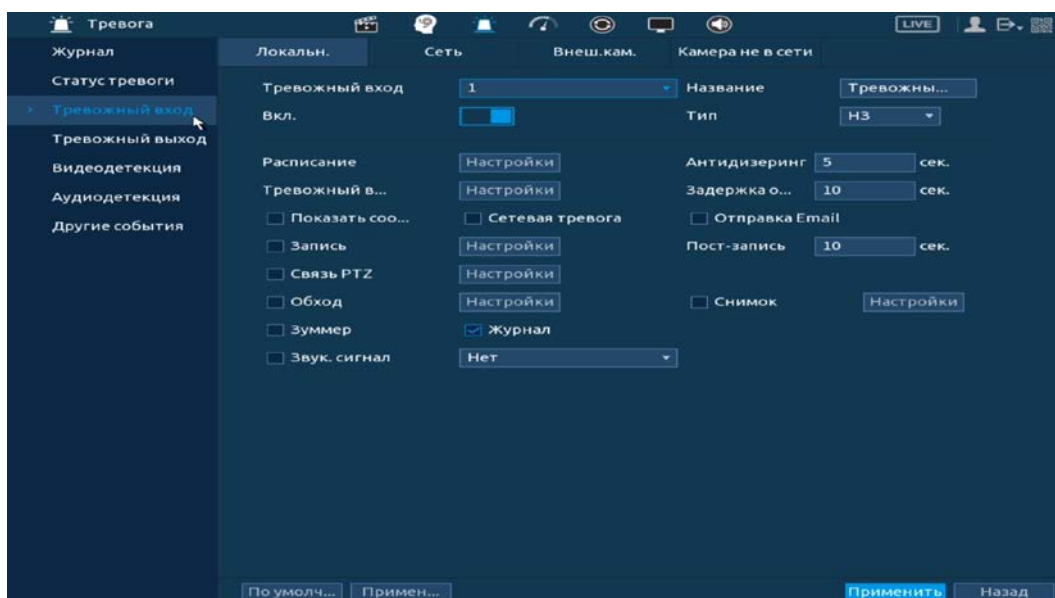 Тревога
LIVE
Журнал
Статус тревоги
Тревожный вход
Тревожный выход
Видеодетекция
Аудиодетекция
Другие события
Локальн. Сеть Внеш.кам. Камера не в сети
Тревожный вход 1 Название Тревожны...
Вкл. Тип НЗ
Расписание Настройки Антидизеринг 5 сек.
Тревожный в... Настройки Задержка о... 10 сек.
Показать соо... Сетевая тревога Отправка Email
Запись Настройки Пост-запись 10 сек.
Связь PTZ Настройки
Обход Настройки Снимок Настройки
Зуммер Журнал
Звук. сигнал Нет
По умолч... Примен... Применить Назад